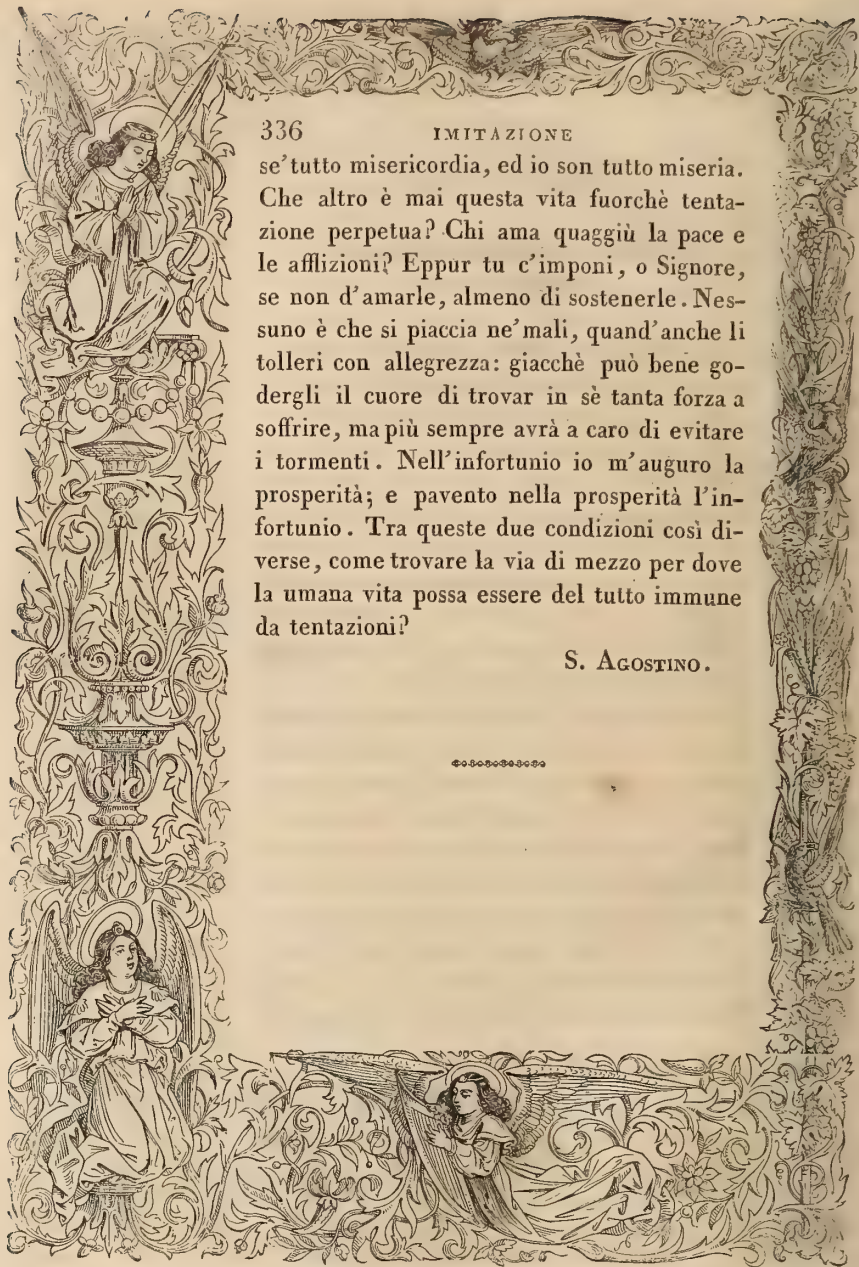 336 IMITAZIONE
se'tutto misericordia, ed io son tutto miseria.
Che altro è mai questa vita fuorchè tenta-
zione perpetua? Chi ama quaggiù la pace e
le afflizioni? Eppur tu c'imponi, o Signore,
se non d'amarle, almeno di sostenerle. Nes-
suno è che si piaccia ne'mali, quand'anche li
tolleri con allegrezza: giacchè può bene go-
dergli il cuore di trovar in sè tanta forza a
soffrire, ma più sempre avrà a caro di evitare
i tormenti. Nell'infortunio io m'auguro la
prosperità; e pavento nella prosperità l'in-
fortunio. Tra queste due condizioni così di-
verse, come trovare la via di mezzo per dove
la umana vita possa essere del tutto immune
da tentazioni?
S. AGOSTINO.